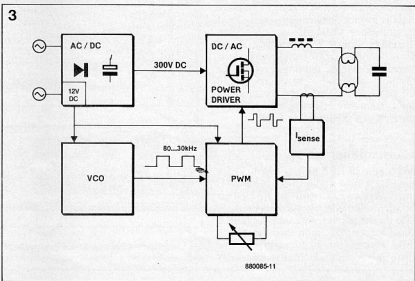 3
AC / DC
12V
DC
300V DC
DC / AC
POWER
DRIVER
Isense
80...30kHz
VCO
PWM
880085-11